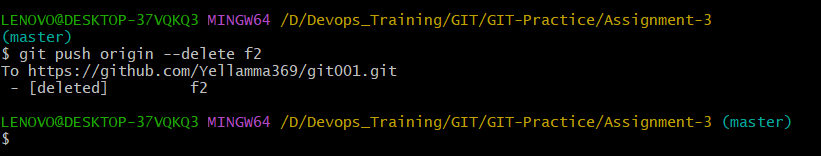 LENOVO@DESKTOP-37VQKQ3 MINGW64 /D/Devops_Training/GIT/GIT-Practice/Assignment-3
(master)
$ git push origin --delete f2
To https://github.com/Yellamma369/git001.git
 - [deleted]         f2
LENOVO@DESKTOP-37VQKQ3 MINGW64 /D/Devops_Training/GIT/GIT-Practice/Assignment-3 (master)
$